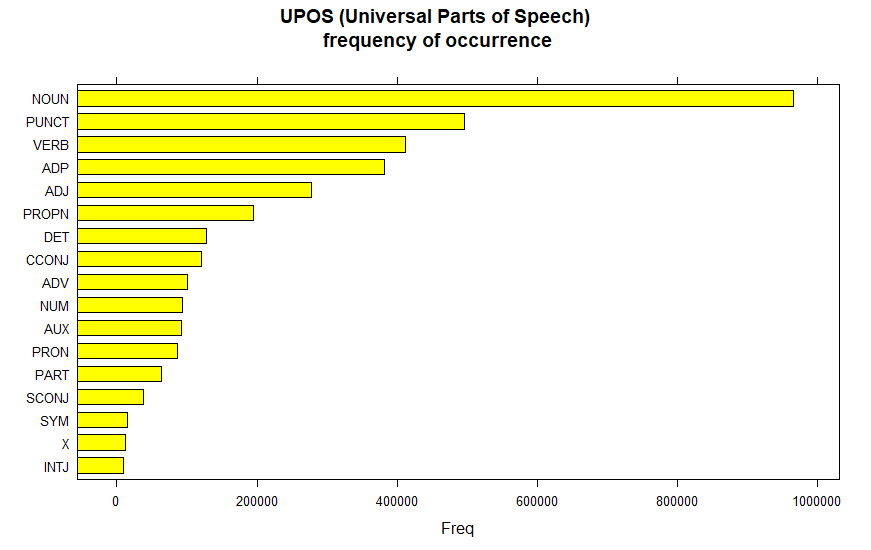 UPOS (Universal Parts of Speech)
frequency of occurrence
NOUN
PUNCT
VERB
ADP
ADJ
PROPN
DET
CCONJ
ADV
NUM
AUX
PRON
PART
SCONJ
SYM
X
INTJ
0 200000 400000 600000 800000 1000000
Freq